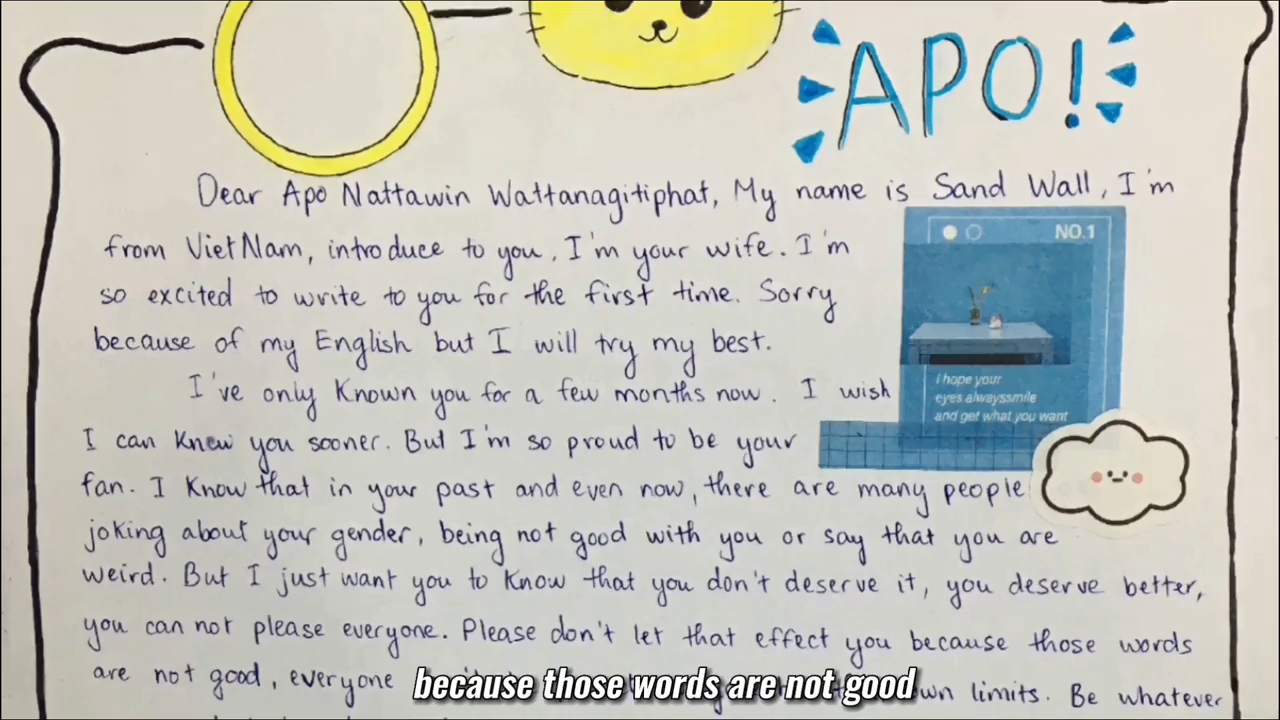 APO!
Dear Apo Nattawin Wattanagitiphat, My name is Sand Wall, I'm
from VietNam, introduce to you, I'm your wife. I'm
so excited to write to you for the first time. Sorry
because of my English but I will try my best.
NO.1
I hope your
eyes alwayssmile
and get what you want
I've only Known you for a few months now. I wish
I can Knew you sooner. But I'm so proud to be your
fan. I Know that in your past and even now, there are many people
joking about your gender, being not good with you or say that you are
weird. But I just want you to Know that you don't deserve it, you deserve better,
you can not please everyone. Please don't let that effect you because those words
are not good, everyone own limits. Be whatever
because those words are not good